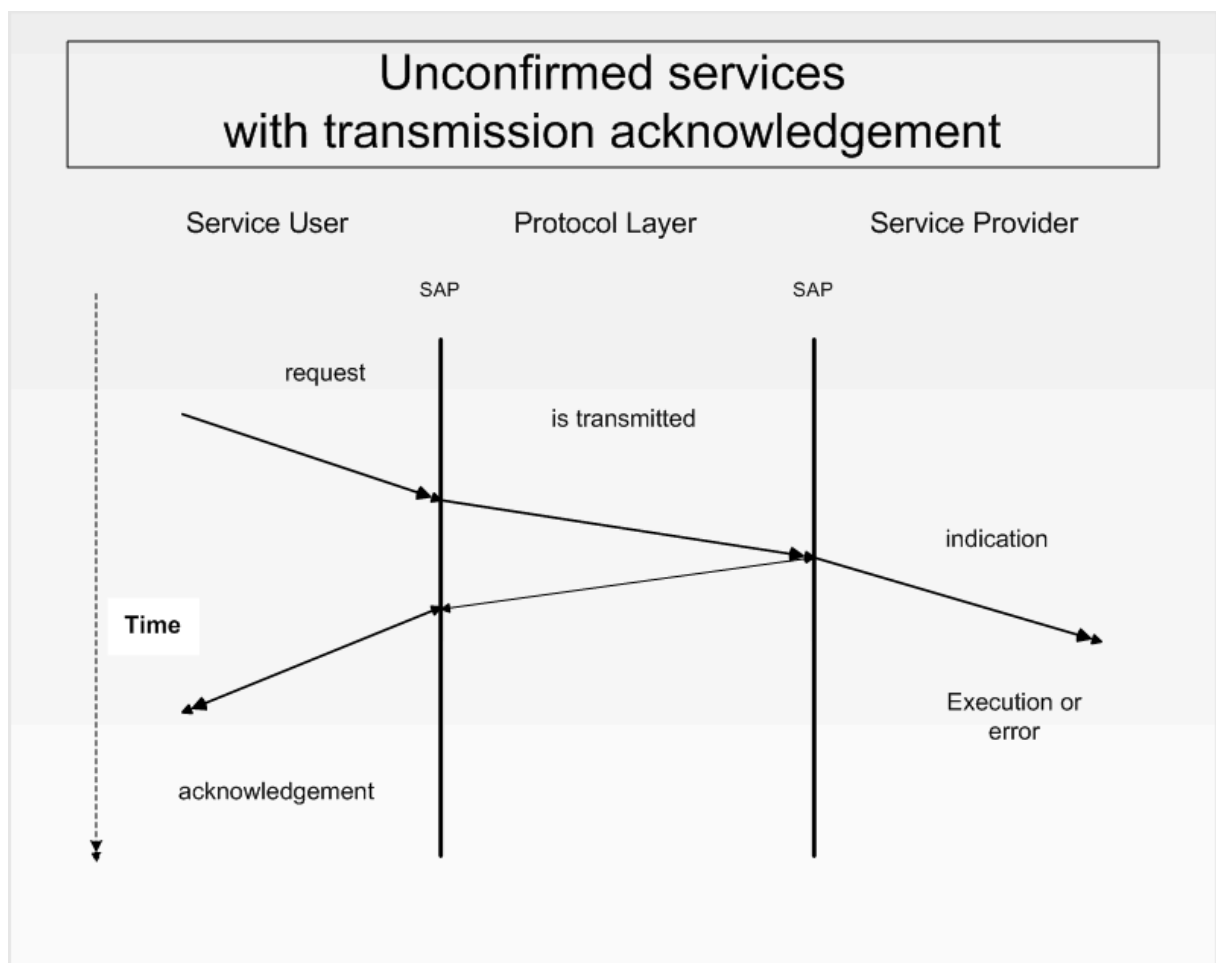 Unconfirmed services
with transmission acknowledgement
Service User
Protocol Layer
Service Provider
SAP
SAP
request
is transmitted
indication
Time
Execution or
error
acknowledgement